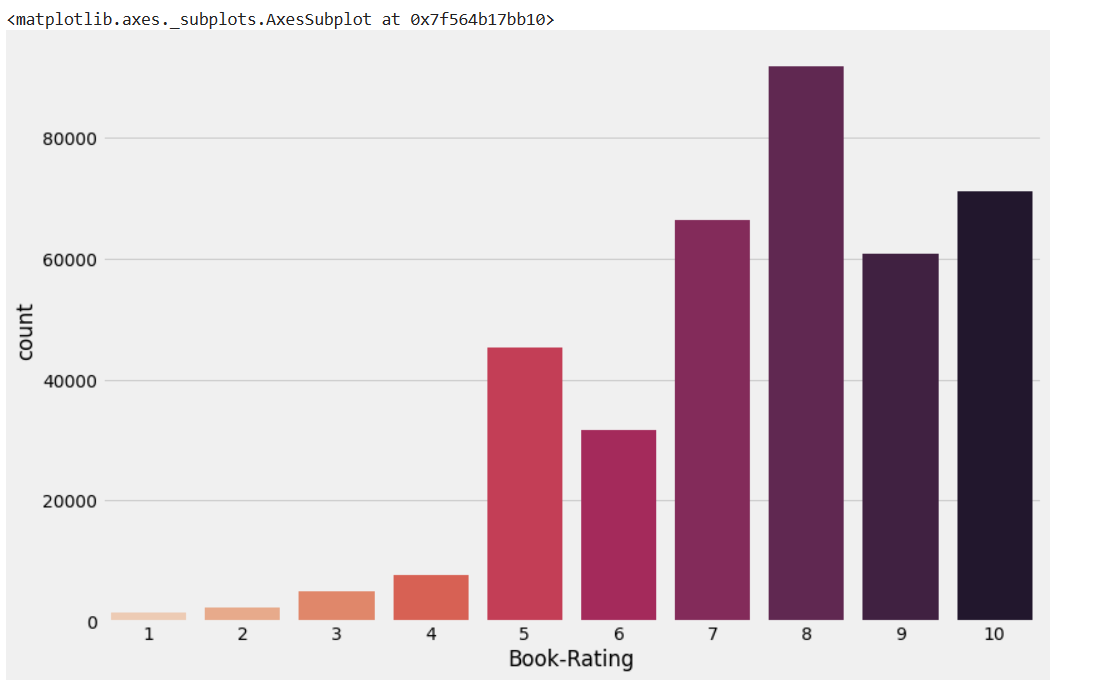 <matplotlib.axes._subplots.AxesSubplot at 0x7f564b17bb10>
80000
60000
40000
20000
0
count
1 2 3 4 5 6 7 8 9 10
Book-Rating